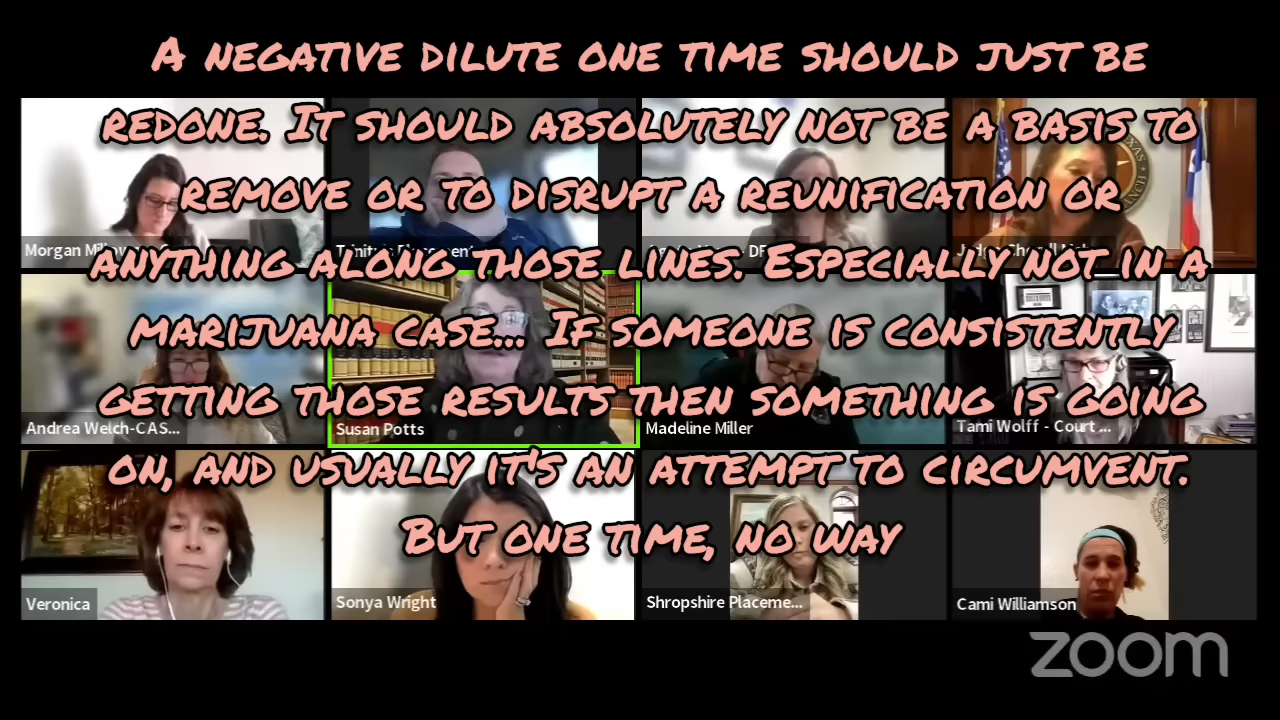 A NEGATIVE DILUTE ONE TIME SHOULD JUST BE
REDONE. IT SHOULD ABSOLUTELY NOT BE A BASIS TO
REMOVE OR TO DISRUPT A REUNIFICATION OR
ANYTHING ALONG THOSE LINES. ESPECIALLY NOT IN A
MARIJUANA CASE... IF SOMEONE IS CONSISTENTLY
GETTING THOSE RESULTS THEN SOMETHING IS GOING
ON, AND USUALLY IT'S AN ATTEMPT TO CIRCUMVENT.
BUT ONE TIME, NO WAY
Morgan
Judge
Andrea Welch-CAS...
Susan Potts
Madeline Miller
Tami Wolff - Court ...
Veronica
Sonya Wright
Shropshire Placeme...
Cami Williamson
zoom